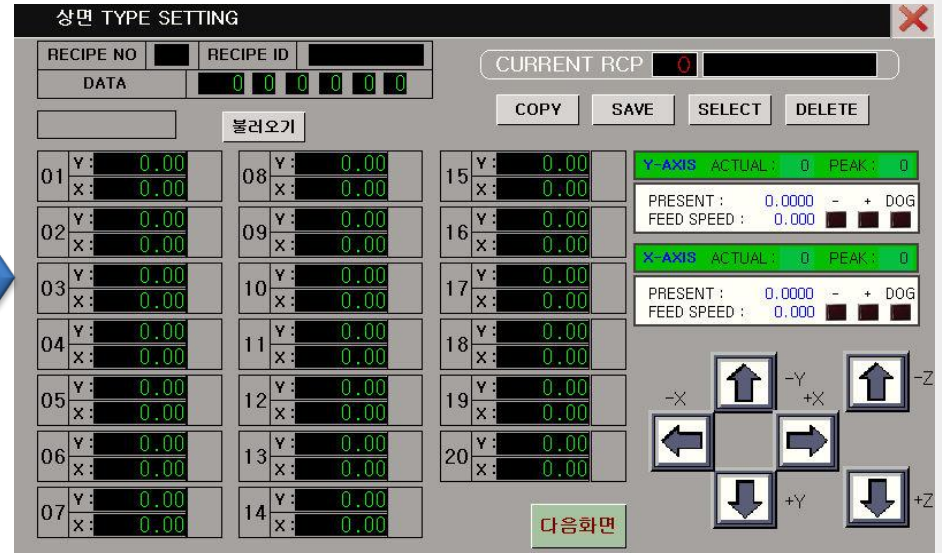 상면 TYPE SETTING
RECIPE NO RECIPE ID
DATA 0 0 0 0 0 0
CURRENT RCP 0
COPY SAVE SELECT DELETE
불러오기
01 Y: 0.00
X: 0.00
02 Y: 0.00
X: 0.00
03 Y: 0.00
X: 0.00
04 Y: 0.00
X: 0.00
05 Y: 0.00
X: 0.00
06 Y: 0.00
X: 0.00
07 Y: 0.00
X: 0.00
08 Y: 0.00
X: 0.00
09 Y: 0.00
X: 0.00
10 Y: 0.00
X: 0.00
11 Y: 0.00
X: 0.00
12 Y: 0.00
X: 0.00
13 Y: 0.00
X: 0.00
14 Y: 0.00
X: 0.00
15 Y: 0.00
X: 0.00
16 Y: 0.00
X: 0.00
17 Y: 0.00
X: 0.00
18 Y: 0.00
X: 0.00
19 Y: 0.00
X: 0.00
20 Y: 0.00
X: 0.00
다음화면
Y-AXIS ACTUAL: 0 PEAK: 0
PRESENT : 0.0000 - + DOG
FEED SPEED : 0.000
X-AXIS ACTUAL: 0 PEAK: 0
PRESENT : 0.0000 - + DOG
FEED SPEED : 0.000
-Y -Z
-X +X
+Y +Z